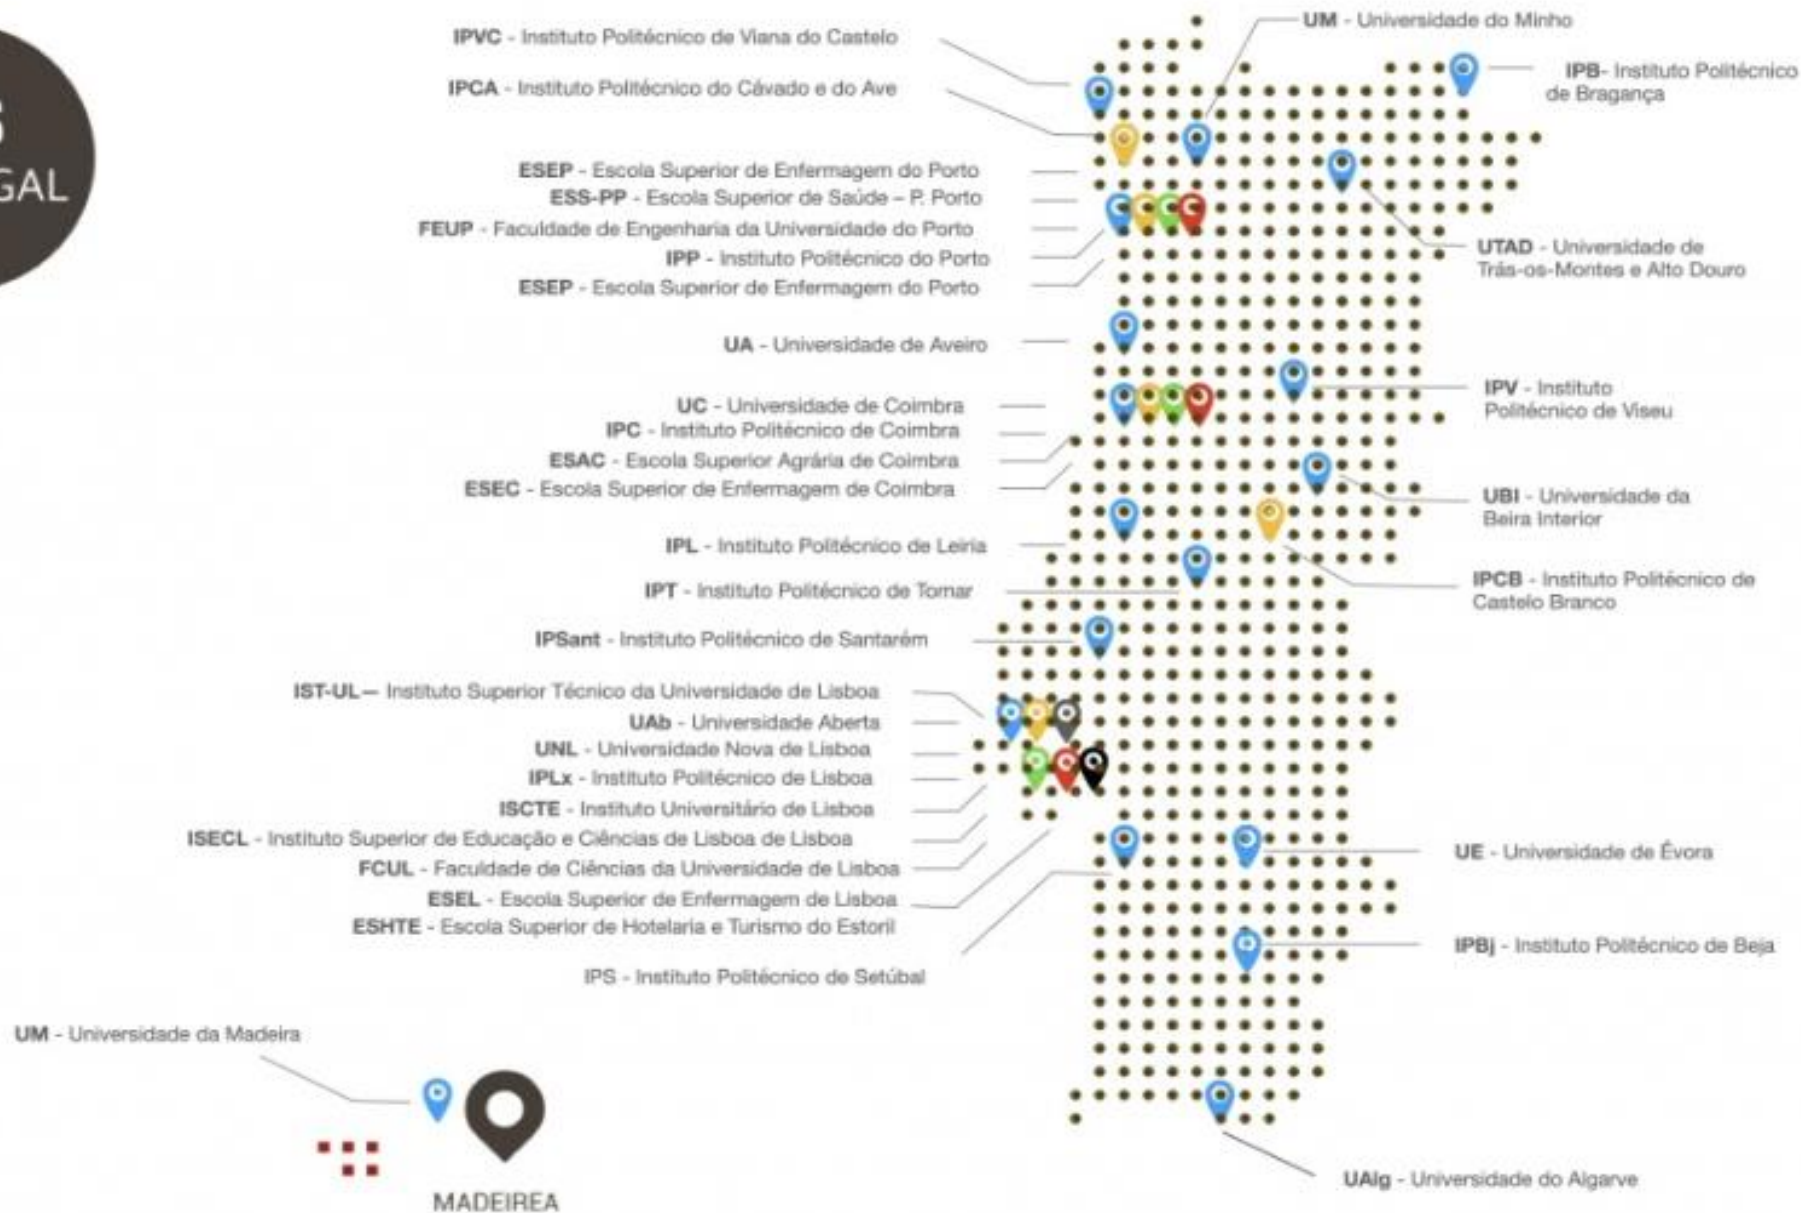 S
GAL
IPVC - Instituto Politécnico de Viana do Castelo
IPCA - Instituto Politécnico do Cávado e do Ave
ESEP - Escola Superior de Enfermagem do Porto
ESS-PP - Escola Superior de Saúde – P. Porto
FEUP - Faculdade de Engenharia da Universidade do Porto
IPP - Instituto Politécnico do Porto
ESEP - Escola Superior de Enfermagem do Porto
UA - Universidade de Aveiro
UC - Universidade de Coimbra
IPC - Instituto Politécnico de Coimbra
ESAC - Escola Superior Agrária de Coimbra
ESEC - Escola Superior de Enfermagem de Coimbra
IPL - Instituto Politécnico de Leiria
IPT - Instituto Politécnico de Tomar
IPSant - Instituto Politécnico de Santarém
IST-UL— Instituto Superior Técnico da Universidade de Lisboa
UAb - Universidade Aberta
UNL - Universidade Nova de Lisboa
IPLx - Instituto Politécnico de Lisboa
ISCTE - Instituto Universitário de Lisboa
ISECL - Instituto Superior de Educação e Ciências de Lisboa de Lisboa
FCUL - Faculdade de Ciências da Universidade de Lisboa
ESEL - Escola Superior de Enfermagem de Lisboa
ESHTE - Escola Superior de Hotelaria e Turismo do Estoril
IPS - Instituto Politécnico de Setúbal
UM - Universidade da Madeira
MADEIREA
UM - Universidade do Minho
IPB- Instituto Politécnico
de Bragança
UTAD - Universidade de
Trás-os-Montes e Alto Douro
IPV - Instituto
Politécnico de Viseu
UBI - Universidade da
Beira Interior
IPCB - Instituto Politécnico de
Castelo Branco
UE - Universidade de Évora
IPBj - Instituto Politécnico de Beja
UAlg - Universidade do Algarve